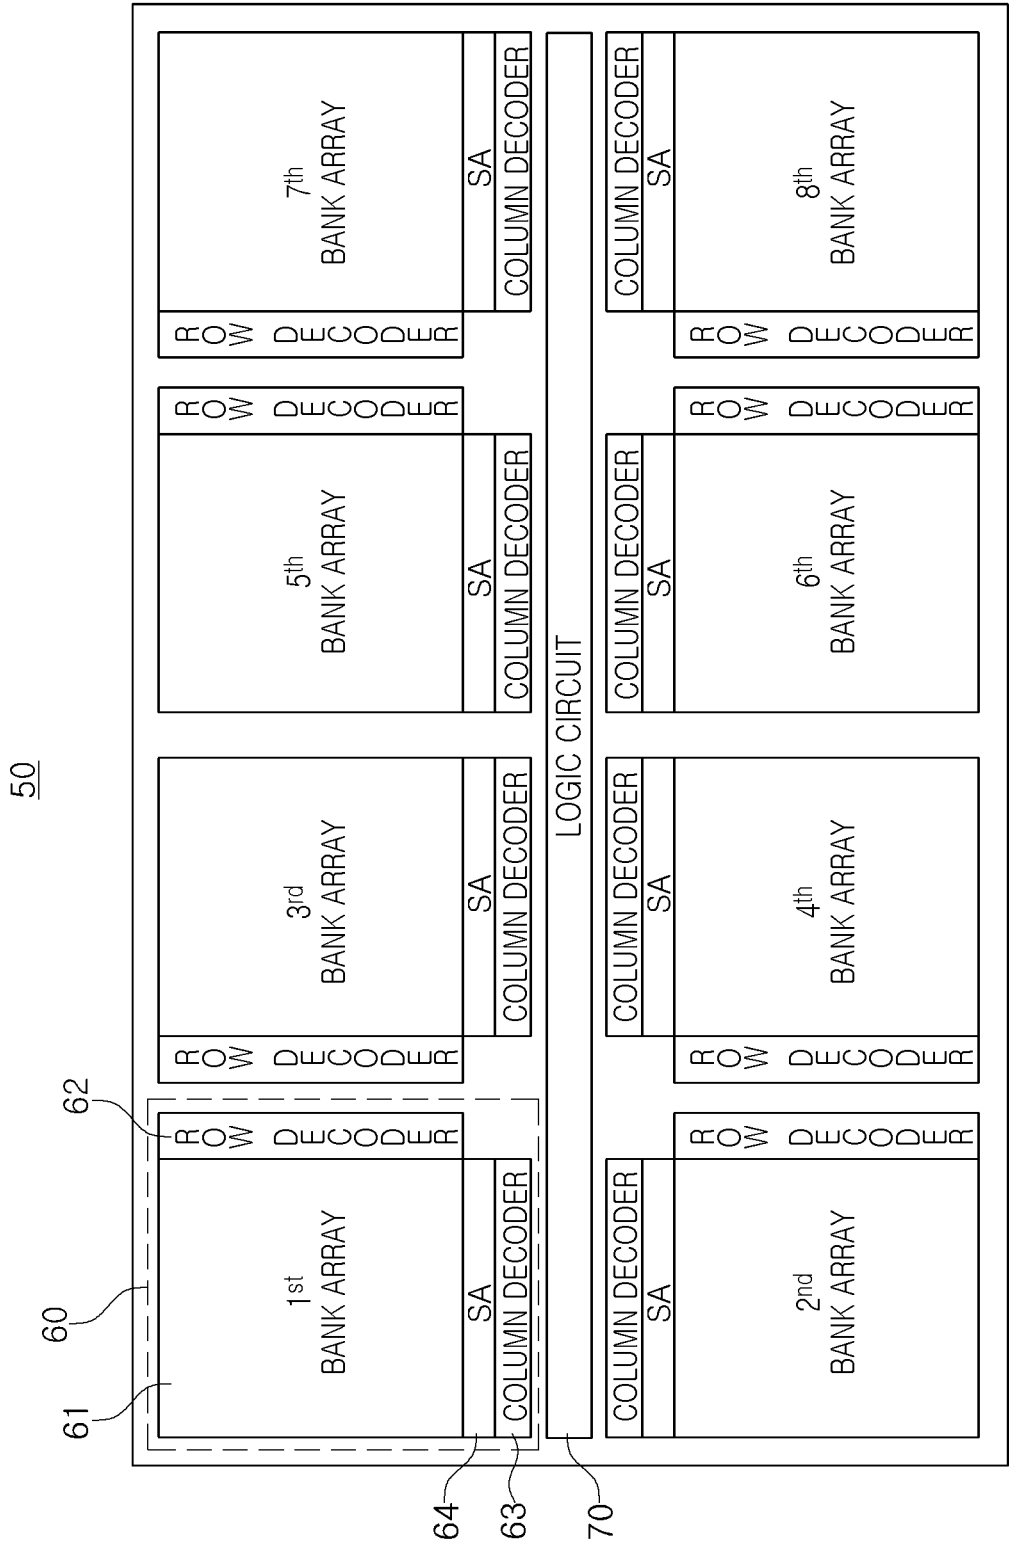 50
61
60
62
1st
BANK ARRAY
ROW DECODER
ROW DECODER
3rd
BANK ARRAY
5th
BANK ARRAY
ROW DECODER
ROW DECODER
7th
BANK ARRAY
64
SA
SA
SA
SA
63
COLUMN DECODER
COLUMN DECODER
COLUMN DECODER
COLUMN DECODER
70
LOGIC CIRCUIT
COLUMN DECODER
COLUMN DECODER
COLUMN DECODER
COLUMN DECODER
SA
SA
SA
SA
2nd
BANK ARRAY
ROW DECODER
ROW DECODER
4th
BANK ARRAY
6th
BANK ARRAY
ROW DECODER
ROW DECODER
8th
BANK ARRAY